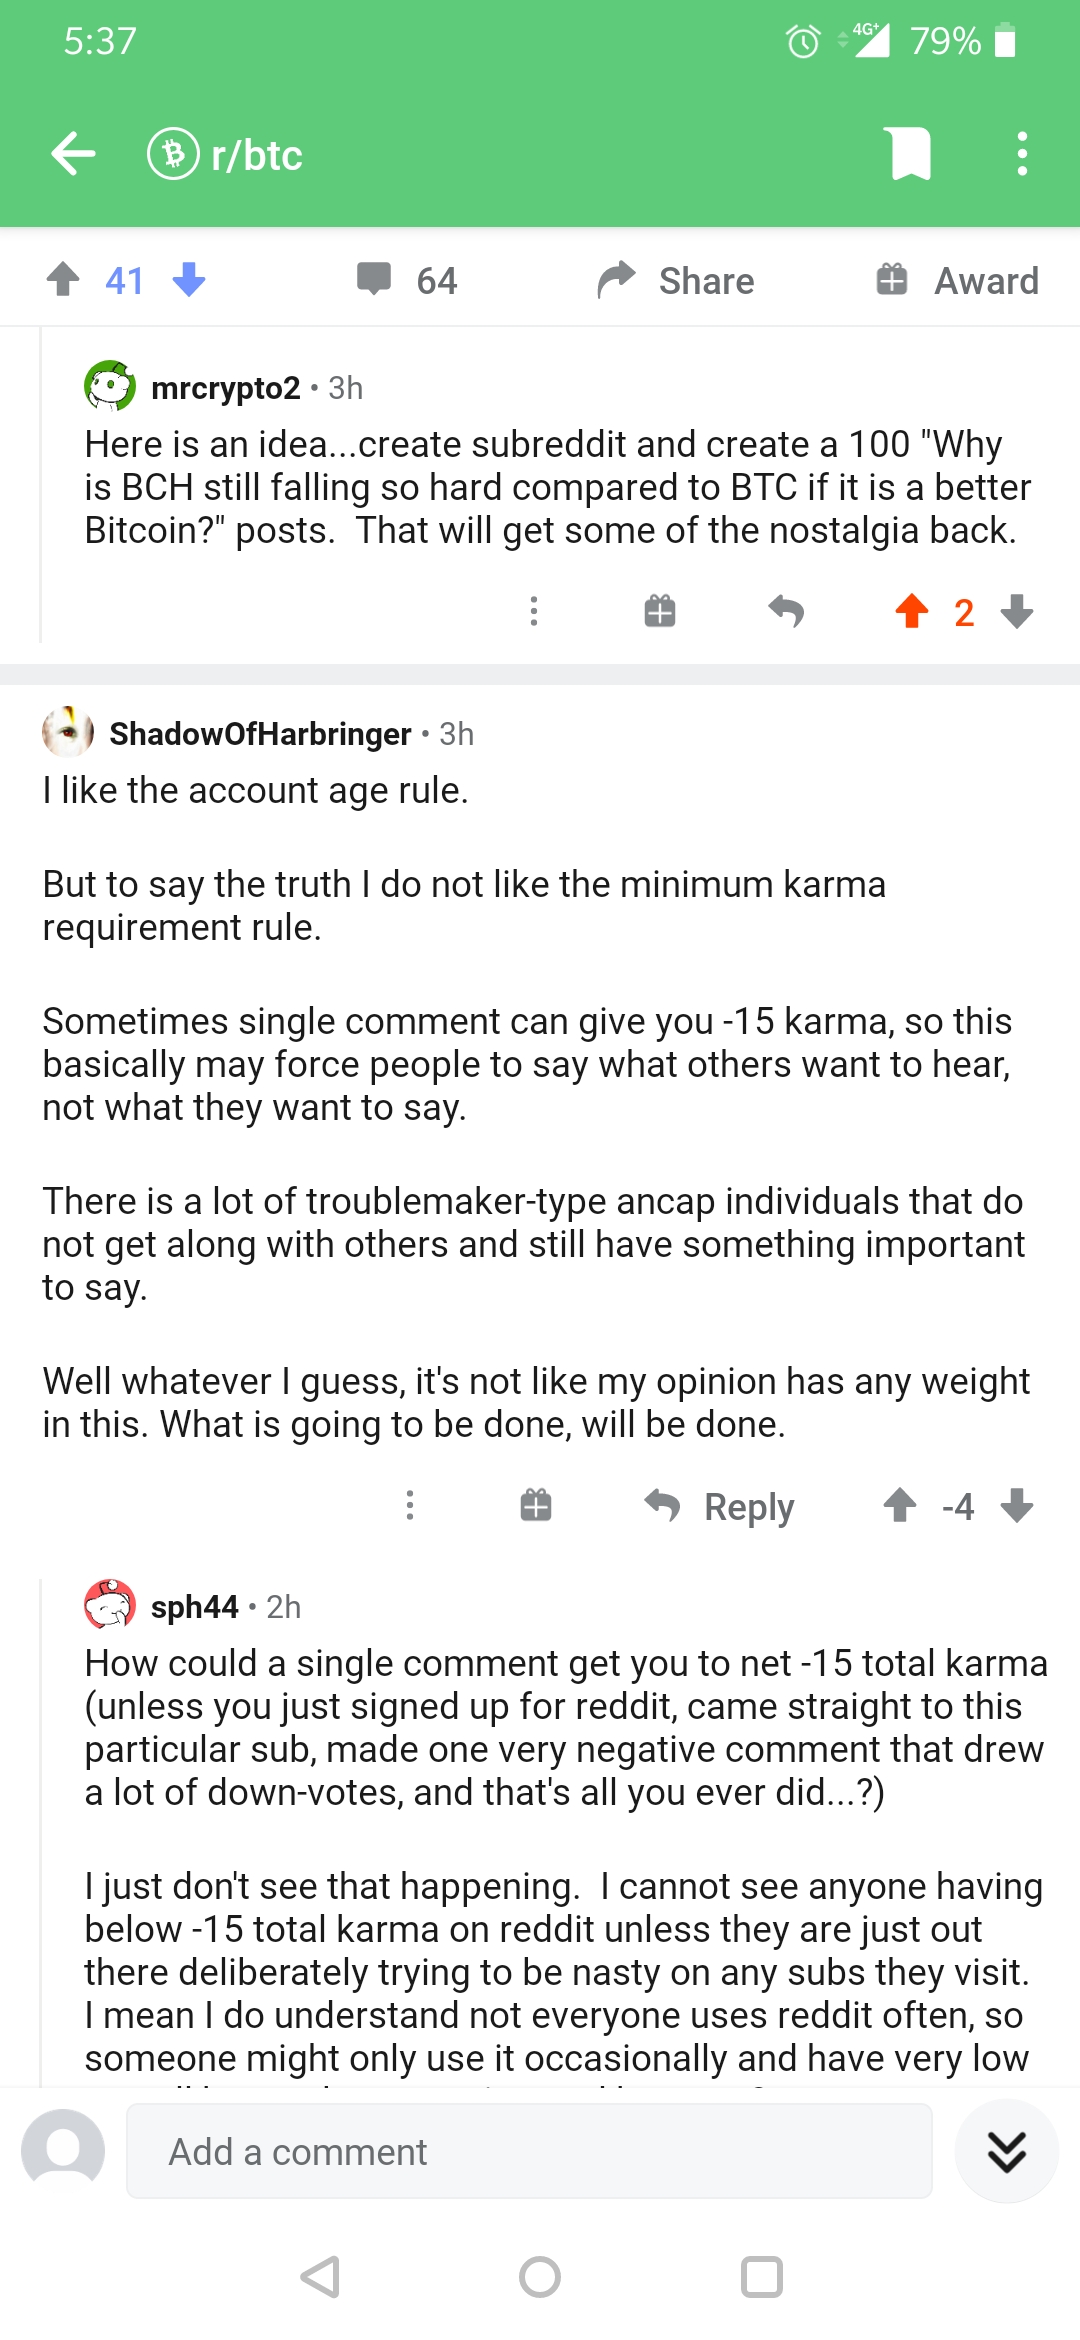 5:37
4G+ 79%
r/btc
41 64 Share Award
mrcrypto2 • 3h
Here is an idea...create subreddit and create a 100 "Why
is BCH still falling so hard compared to BTC if it is a better
Bitcoin?" posts.  That will get some of the nostalgia back.
2
ShadowOfHarbringer • 3h
I like the account age rule.
But to say the truth I do not like the minimum karma
requirement rule.
Sometimes single comment can give you -15 karma, so this
basically may force people to say what others want to hear,
not what they want to say.
There is a lot of troublemaker-type ancap individuals that do
not get along with others and still have something important
to say.
Well whatever I guess, it's not like my opinion has any weight
in this. What is going to be done, will be done.
Reply -4
sph44 • 2h
How could a single comment get you to net -15 total karma
(unless you just signed up for reddit, came straight to this
particular sub, made one very negative comment that drew
a lot of down-votes, and that's all you ever did...?)
I just don't see that happening.  I cannot see anyone having
below -15 total karma on reddit unless they are just out
there deliberately trying to be nasty on any subs they visit.
I mean I do understand not everyone uses reddit often, so
someone might only use it occasionally and have very low
Add a comment